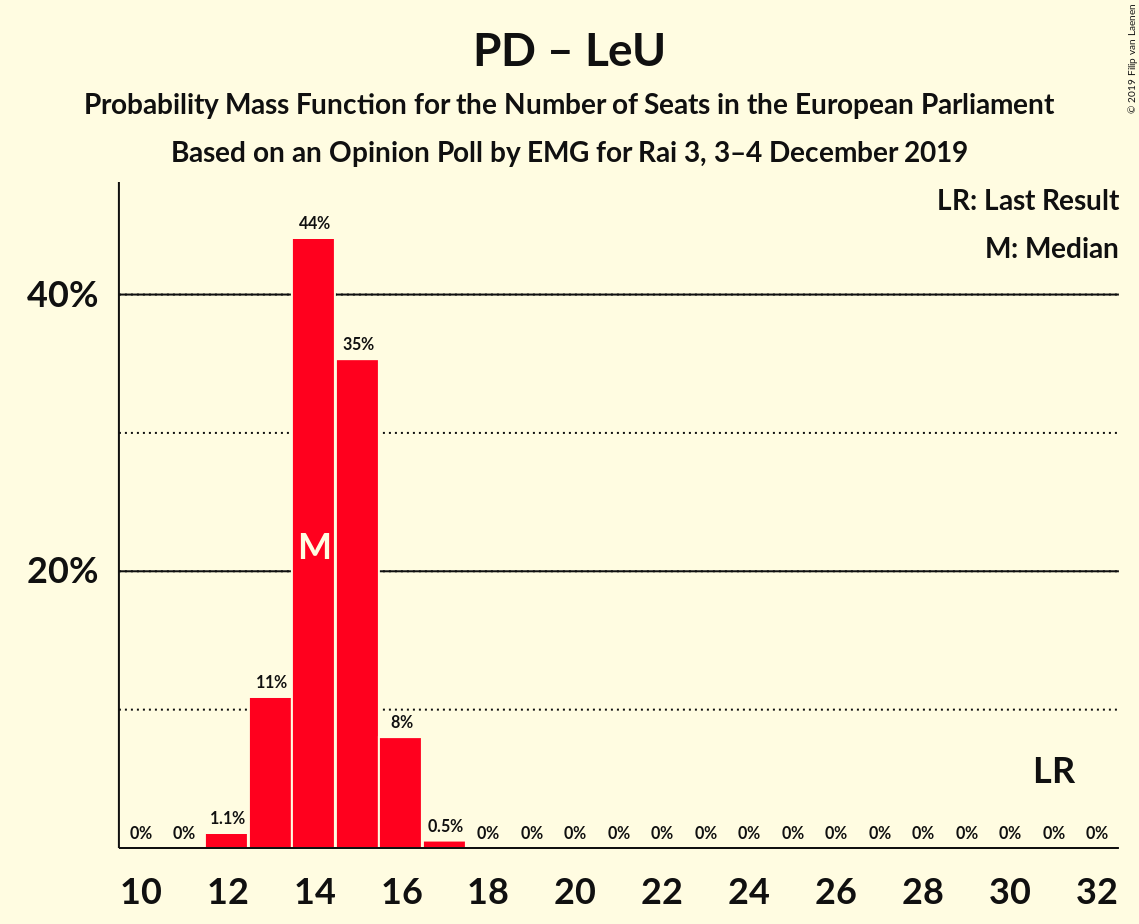 PD – LeU
Probability Mass Function for the Number of Seats in the European Parliament
Based on an Opinion Poll by EMG for Rai 3, 3–4 December 2019
© 2019 Filip van Laenen
LR: Last Result
M: Median
40%
20%
0% 0% 1.1% 11% 44% 35% 8% 0.5% 0% 0% 0% 0% 0% 0% 0% 0% 0% 0% 0% 0% 0% 0% 0%
M
LR
10 12 14 16 18 20 22 24 26 28 30 32